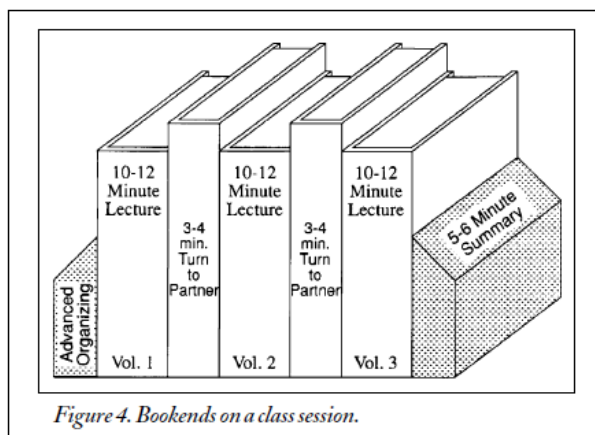 Advanced
Organizing
10-12
Minute
Lecture
Vol. 1
3-4
min.
Turn
to
Partner
10-12
Minute
Lecture
Vol. 2
3-4
min.
Turn
to
Partner
10-12
Minute
Lecture
Vol. 3
5-6 Minute
Summary
Figure 4. Bookends on a class session.